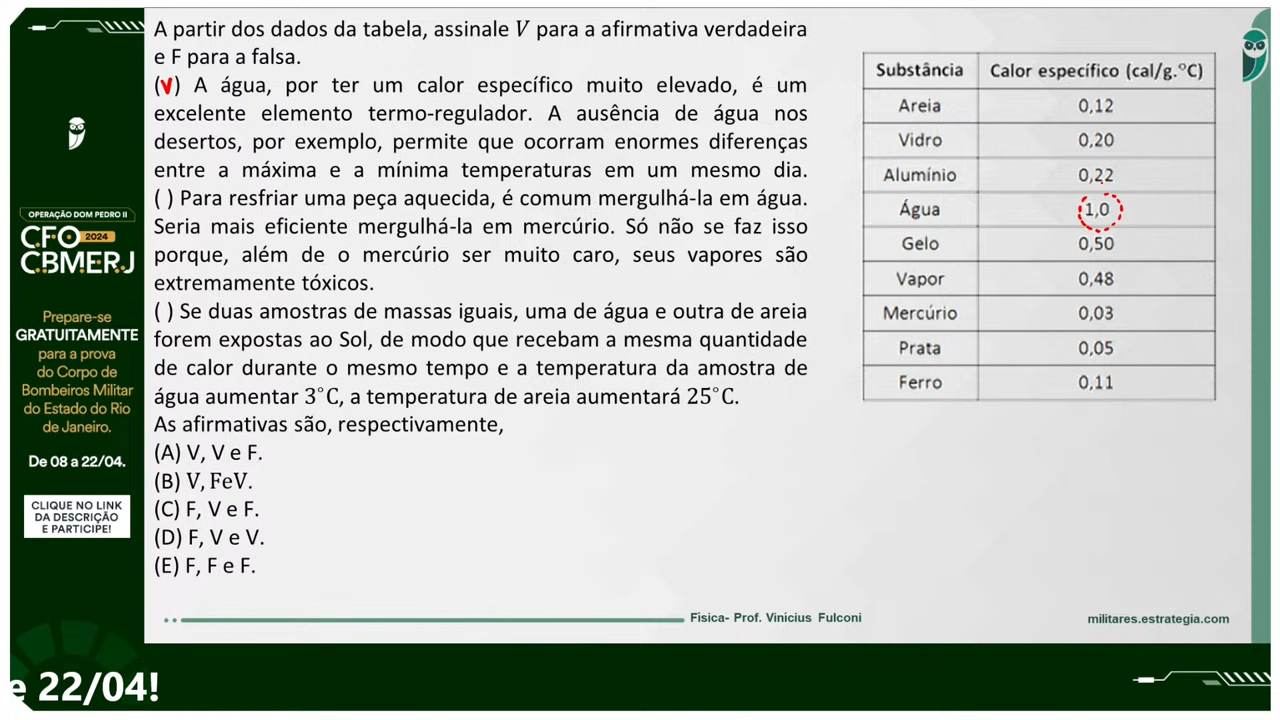 A partir dos dados da tabela, assinale V para a afirmativa verdadeira
e F para a falsa.
(V) A água, por ter um calor específico muito elevado, é um
excelente elemento termo-regulador. A ausência de água nos
desertos, por exemplo, permite que ocorram enormes diferenças
entre a máxima e a mínima temperaturas em um mesmo dia.
( ) Para resfriar uma peça aquecida, é comum mergulhá-la em água.
Seria mais eficiente mergulhá-la em mercúrio. Só não se faz isso
porque, além de o mercúrio ser muito caro, seus vapores são
extremamente tóxicos.
( ) Se duas amostras de massas iguais, uma de água e outra de areia
forem expostas ao Sol, de modo que recebam a mesma quantidade
de calor durante o mesmo tempo e a temperatura da amostra de
água aumentar 3°C, a temperatura de areia aumentará 25°C.
As afirmativas são, respectivamente,
(A) V, V e F.
(B) V, FeV.
(C) F, V e F.
(D) F, V e V.
(E) F, F e F.
Substância Calor específico (cal/g.°C)
Areia 0,12
Vidro 0,20
Alumínio 0,22
Água 1,0
Gelo 0,50
Vapor 0,48
Mercúrio 0,03
Prata 0,05
Ferro 0,11
OPERAÇÃO DOM PEDRO II
CFO 2024
CBMERJ
Prepare-se
GRATUITAMENTE
para a prova
do Corpo de
Bombeiros Militar
do Estado do Rio
de Janeiro.
De 08 a 22/04.
CLIQUE NO LINK
DA DESCRIÇÃO
E PARTICIPE!
Física- Prof. Vinícius Fulconi
militares.estrategia.com
e 22/04!